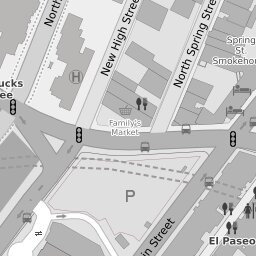 North
New High Street
North Spring Street
Spring
St.
Smokehou
ucks
ee
H
Family's
Market
P
in Street
El Paseo